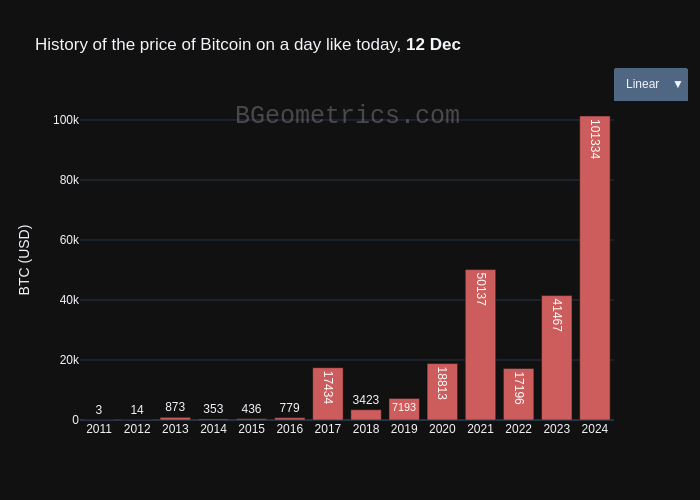 History of the price of Bitcoin on a day like today, 12 Dec
Linear ▼
BGeometrics.com
100k
80k
60k
40k
20k
0
BTC (USD)
3 14 873 353 436 779 17434 3423 7193 18813 50137 17196 41467 101334
2011 2012 2013 2014 2015 2016 2017 2018 2019 2020 2021 2022 2023 2024